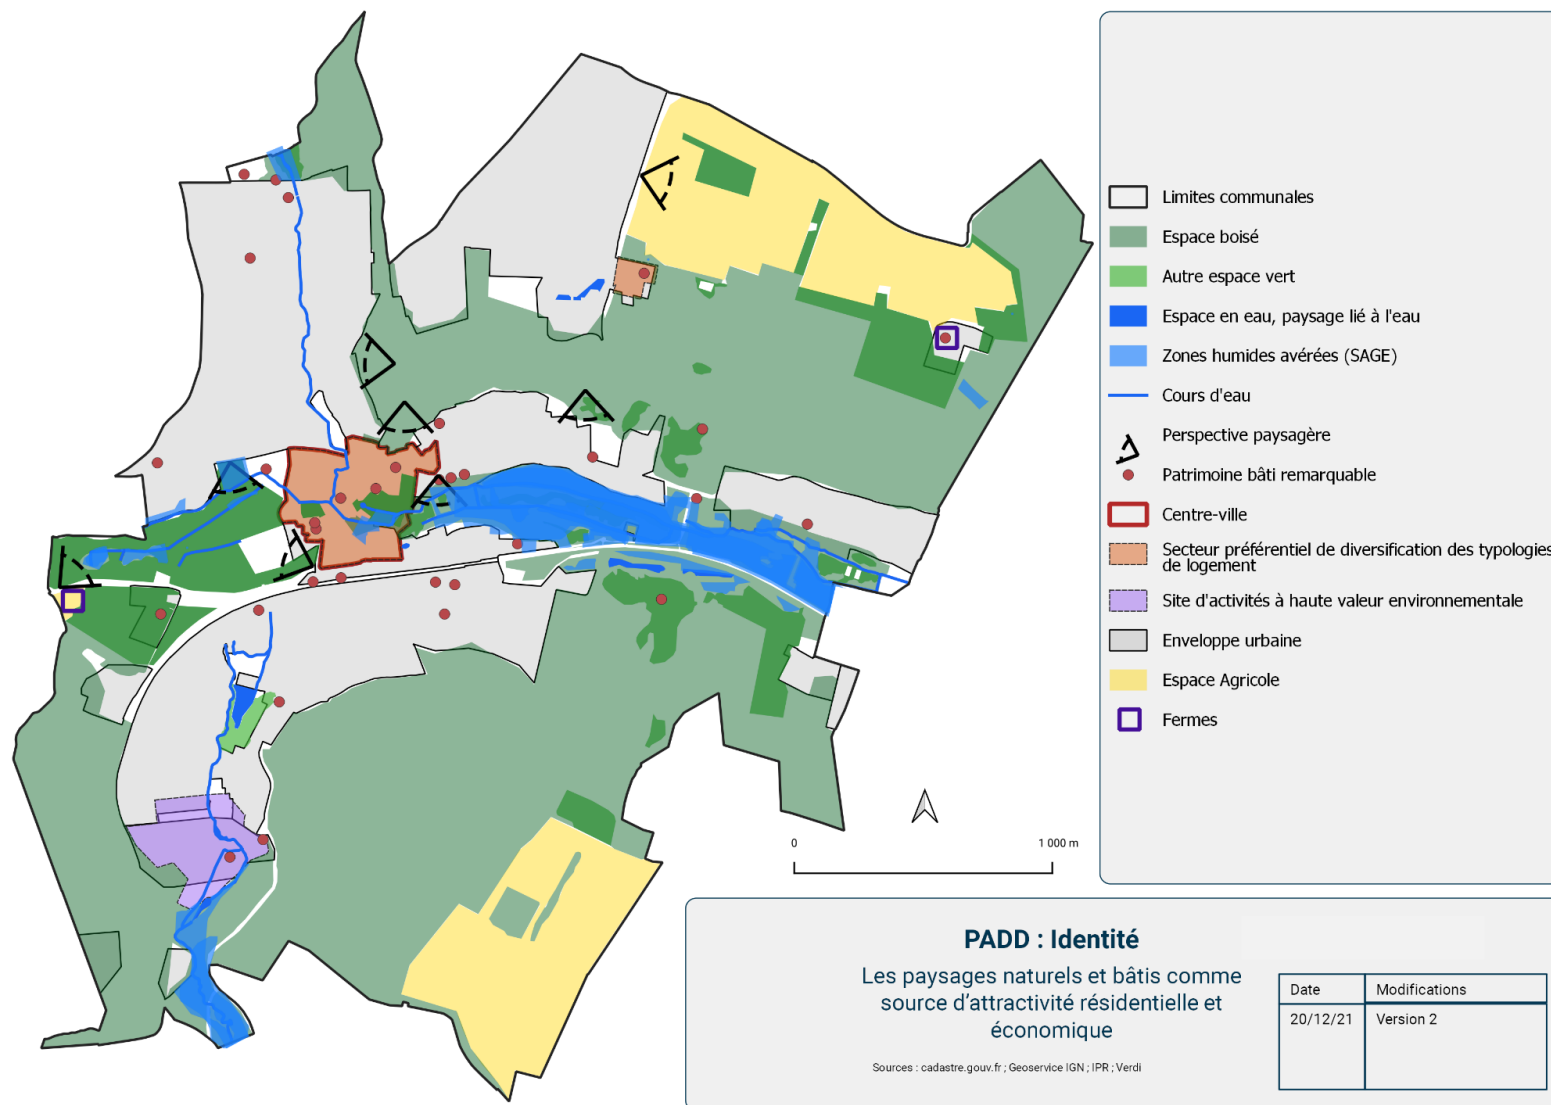 Limites communales
Espace boisé
Autre espace vert
Espace en eau, paysage lié à l'eau
Zones humides avérées (SAGE)
Cours d'eau
Perspective paysagère
Patrimoine bâti remarquable
Centre-ville
Secteur préférentiel de diversification des typologies
de logement
Site d'activités à haute valeur environnementale
Enveloppe urbaine
Espace Agricole
Fermes
0
1 000 m
PADD : Identité
Les paysages naturels et bâtis comme
source d'attractivité résidentielle et
économique
Sources : cadastre.gouv.fr ; Geoservice IGN ; IPR ; Verdi
Date Modifications
20/12/21 Version 2